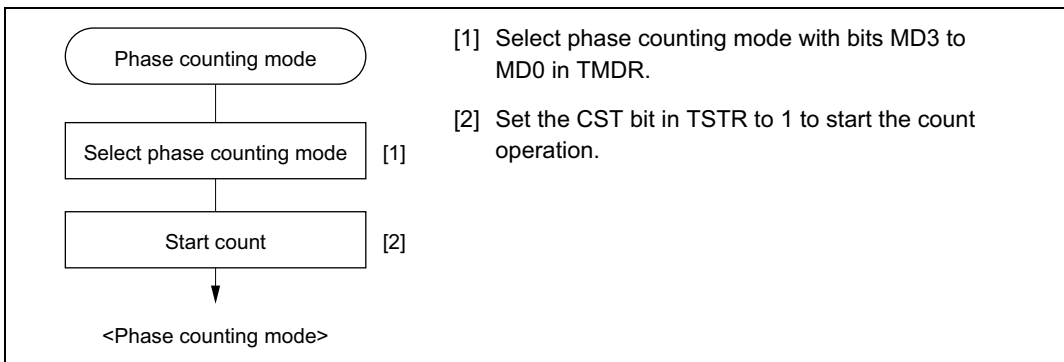 Phase counting mode
Select phase counting mode [1]
Start count [2]
<Phase counting mode>
[1] Select phase counting mode with bits MD3 to
MD0 in TMDR.
[2] Set the CST bit in TSTR to 1 to start the count
operation.